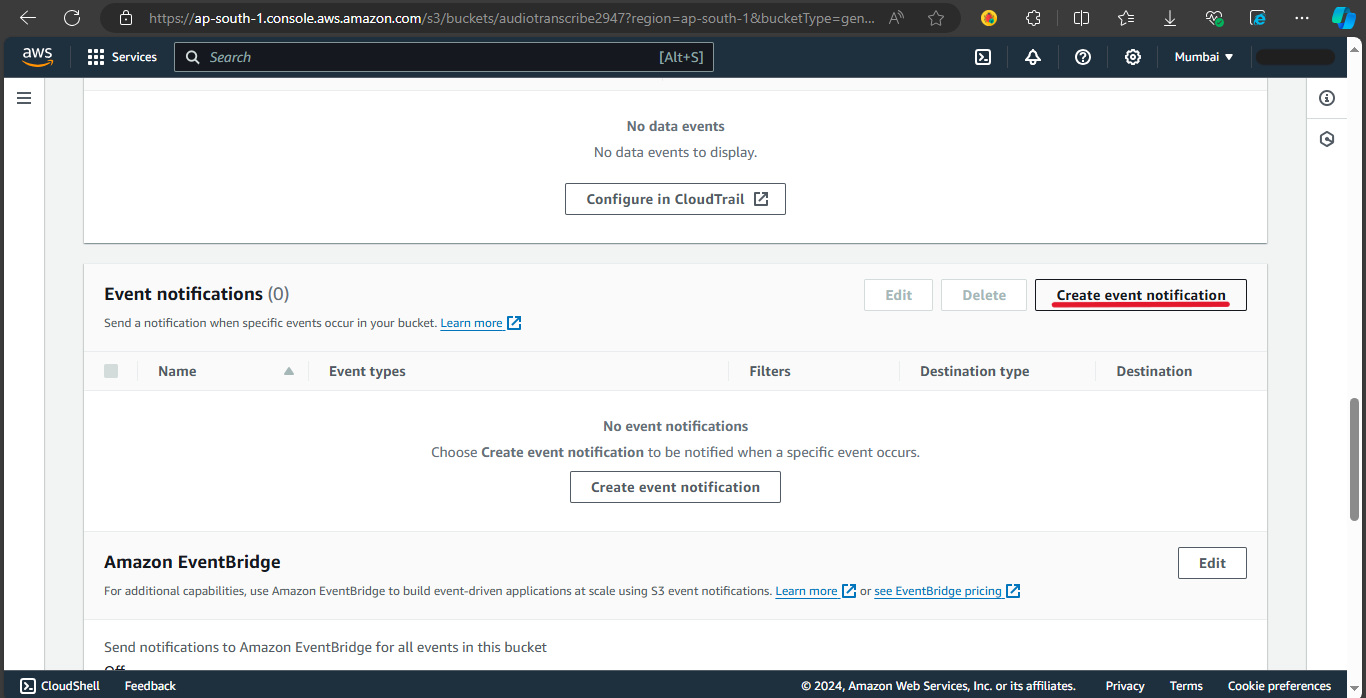 https://ap-south-1.console.aws.amazon.com/s3/buckets/audiotranscribe2947?region=ap-south-1&bucketType=gen...
aws Services Search [Alt+S] Mumbai
No data events
No data events to display.
Configure in CloudTrail
Event notifications (0) Edit Delete Create event notification
Send a notification when specific events occur in your bucket. Learn more
Name Event types Filters Destination type Destination
No event notifications
Choose Create event notification to be notified when a specific event occurs.
Create event notification
Amazon EventBridge Edit
For additional capabilities, use Amazon EventBridge to build event-driven applications at scale using S3 event notifications. Learn more or see EventBridge pricing
Send notifications to Amazon EventBridge for all events in this bucket
Off
CloudShell Feedback © 2024, Amazon Web Services, Inc. or its affiliates. Privacy Terms Cookie preferences